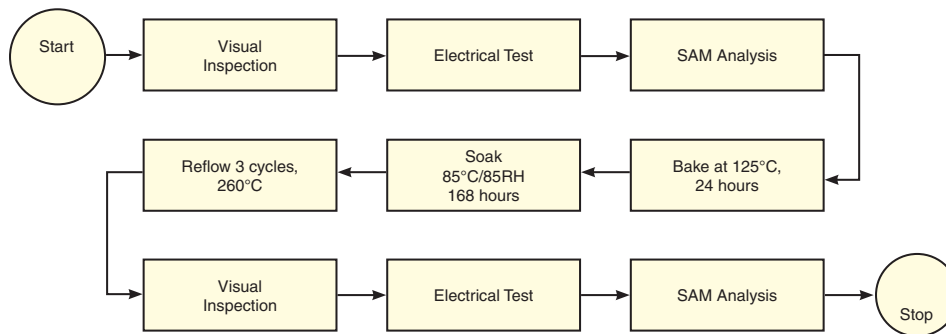 Start
Visual
Inspection
Electrical Test
SAM Analysis
Bake at 125°C,
24 hours
Soak
85°C/85RH
168 hours
Reflow 3 cycles,
260°C
Visual
Inspection
Electrical Test
SAM Analysis
Stop